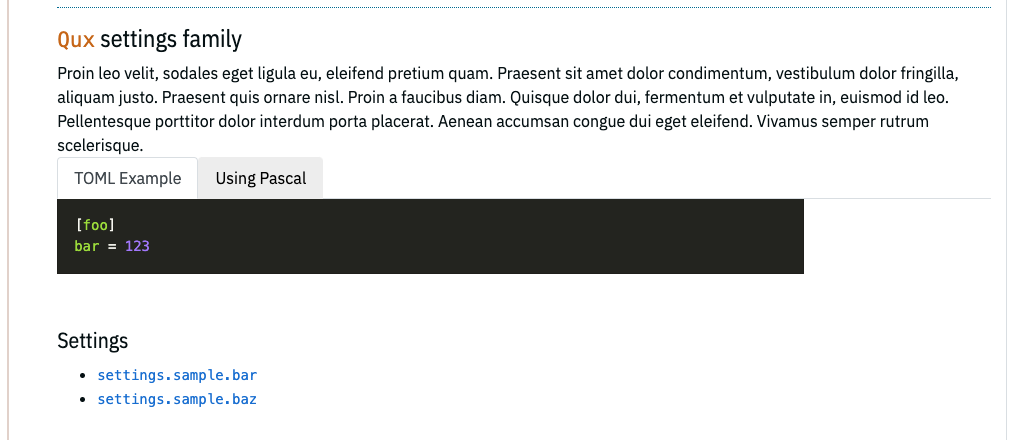 Qux settings family
Proin leo velit, sodales eget ligula eu, eleifend pretium quam. Praesent sit amet dolor condimentum, vestibulum dolor fringilla,
aliquam justo. Praesent quis ornare nisl. Proin a faucibus diam. Quisque dolor dui, fermentum et vulputate in, euismod id leo.
Pellentesque porttitor dolor interdum porta placerat. Aenean accumsan congue dui eget eleifend. Vivamus semper rutrum
scelerisque.
TOML Example Using Pascal
[foo]
bar = 123
Settings
• settings.sample.bar
• settings.sample.baz